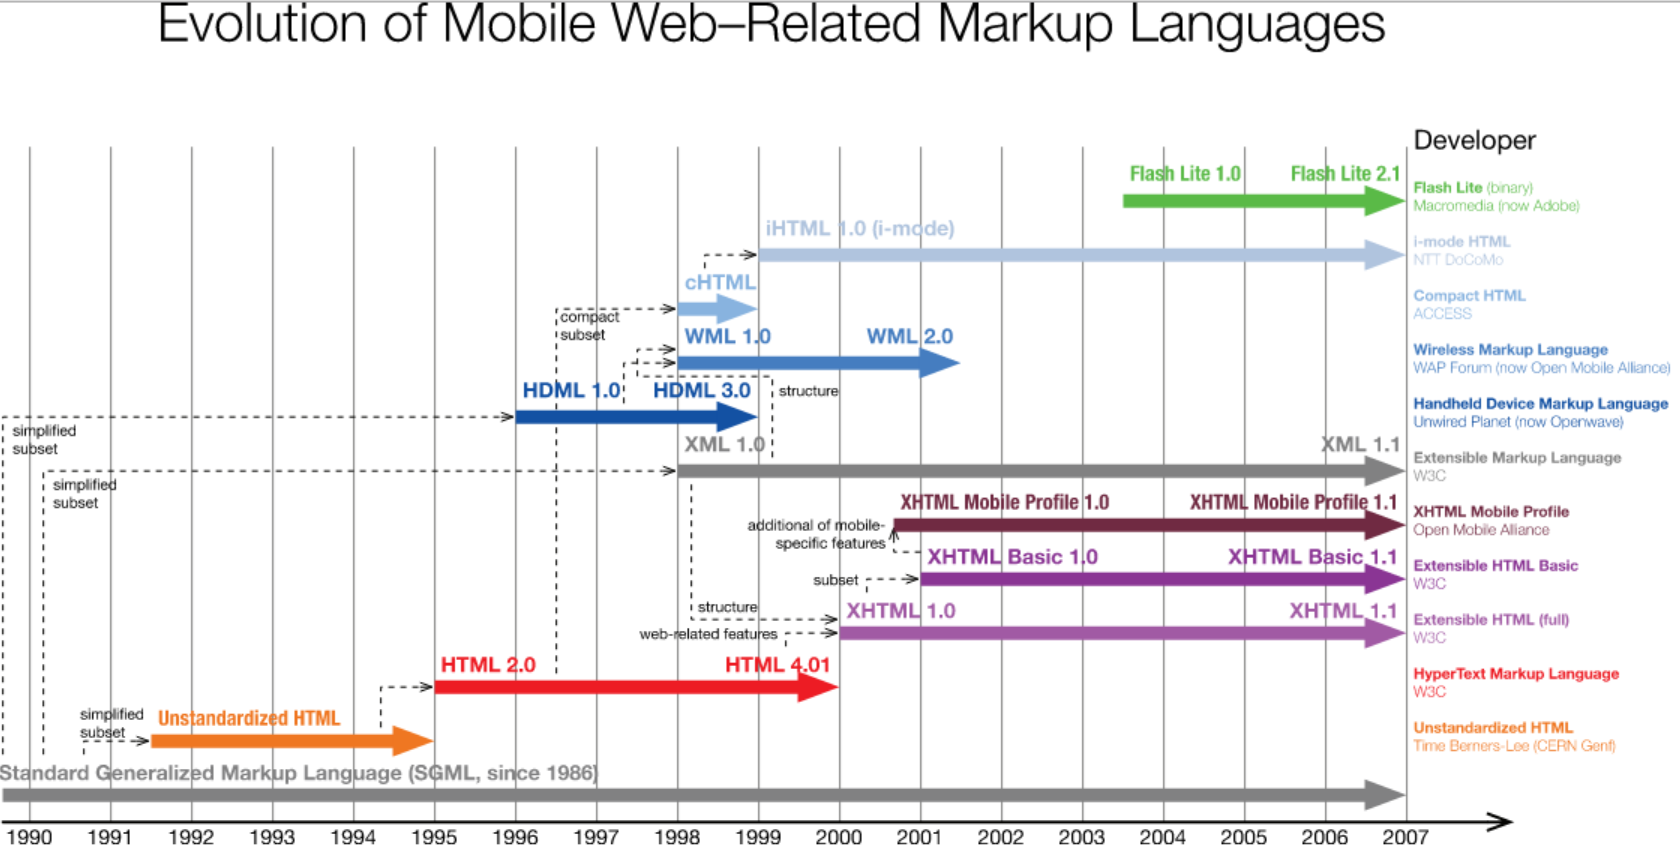 Evolution of Mobile Web–Related Markup Languages
Developer
Flash Lite 1.0
Flash Lite 2.1
Flash Lite (binary)
Macromedia (now Adobe)
iHTML 1.0 (i-mode)
i-mode HTML
NTT DoCoMo
cHTML
Compact HTML
ACCESS
compact
subset
WML 1.0
WML 2.0
Wireless Markup Language
WAP Forum (now Open Mobile Alliance)
HDML 1.0
HDML 3.0
structure
Handheld Device Markup Language
Unwired Planet (now Openwave)
simplified
subset
XML 1.0
XML 1.1
Extensible Markup Language
W3C
simplified
subset
XHTML Mobile Profile 1.0
XHTML Mobile Profile 1.1
XHTML Mobile Profile
Open Mobile Alliance
additional of mobile-
specific features
XHTML Basic 1.0
XHTML Basic 1.1
Extensible HTML Basic
W3C
subset
structure
XHTML 1.0
XHTML 1.1
Extensible HTML (full)
W3C
web-related features
HTML 2.0
HTML 4.01
HyperText Markup Language
W3C
simplified
subset
Unstandardized HTML
Unstandardized HTML
Time Berners-Lee (CERN Genf)
Standard Generalized Markup Language (SGML, since 1986)
1990 1991 1992 1993 1994 1995 1996 1997 1998 1999 2000 2001 2002 2003 2004 2005 2006 2007